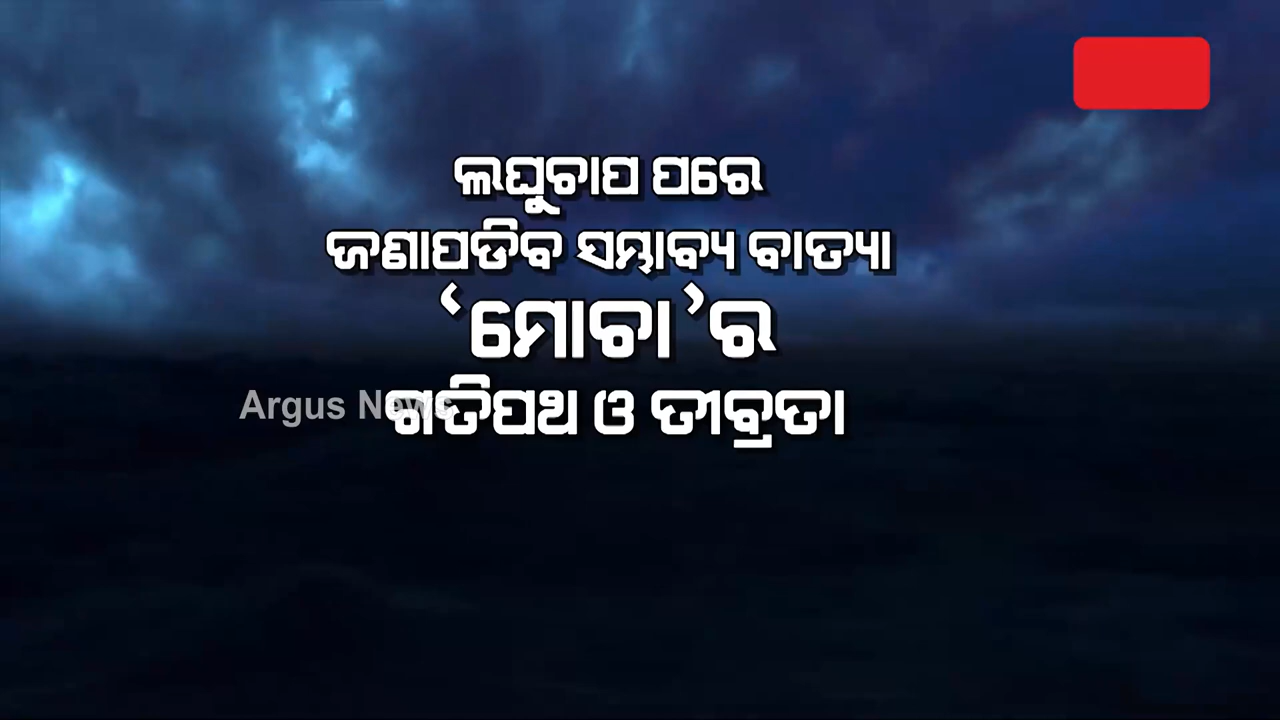 ଲଘୁଚାପ ପରେ
ଜଣାପଡିବ ସମ୍ଭାବ୍ୟ ବାତ୍ୟା
‘ମୋଚା’ର
ଗତିପଥ ଓ ତୀବ୍ରତା
Argus News